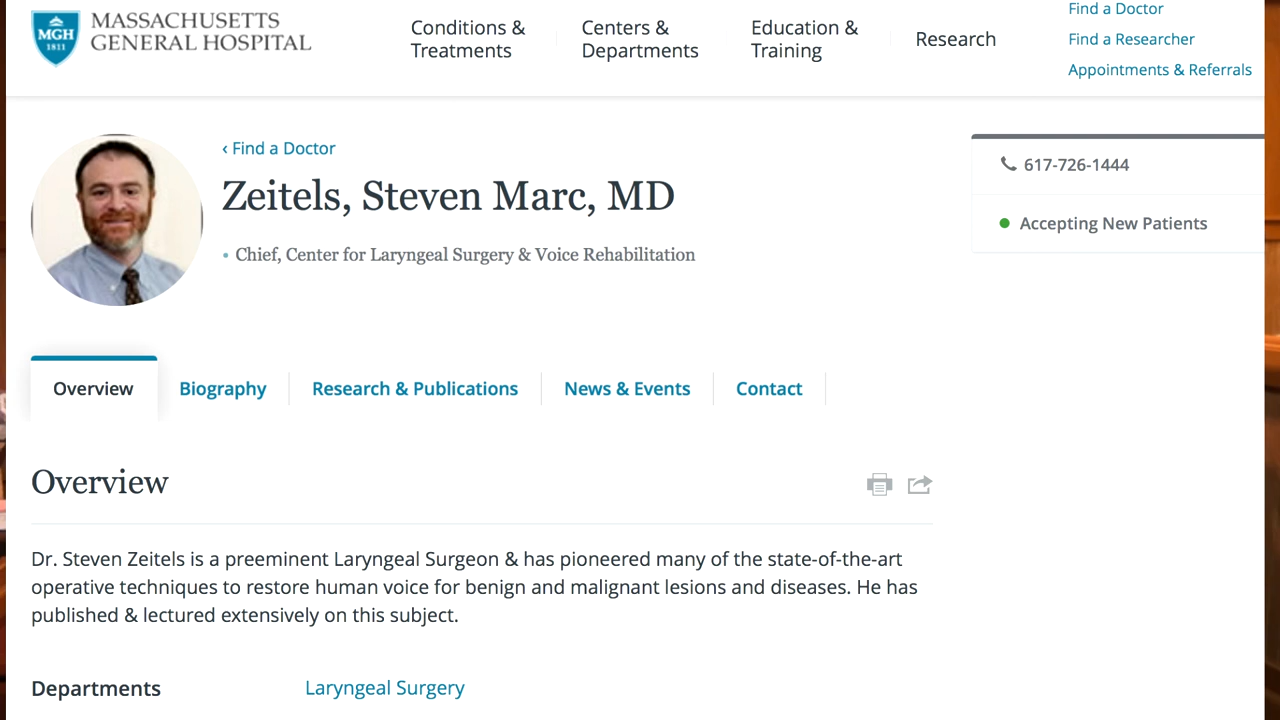 MASSACHUSETTS
GENERAL HOSPITAL
MGH
1811
Conditions &
Treatments
Centers &
Departments
Education &
Training
Research
Find a Doctor
Find a Researcher
Appointments & Referrals
‹ Find a Doctor
Zeitels, Steven Marc, MD
• Chief, Center for Laryngeal Surgery & Voice Rehabilitation
617-726-1444
Accepting New Patients
Overview
Biography
Research & Publications
News & Events
Contact
Overview
Dr. Steven Zeitels is a preeminent Laryngeal Surgeon & has pioneered many of the state-of-the-art
operative techniques to restore human voice for benign and malignant lesions and diseases. He has
published & lectured extensively on this subject.
Departments
Laryngeal Surgery